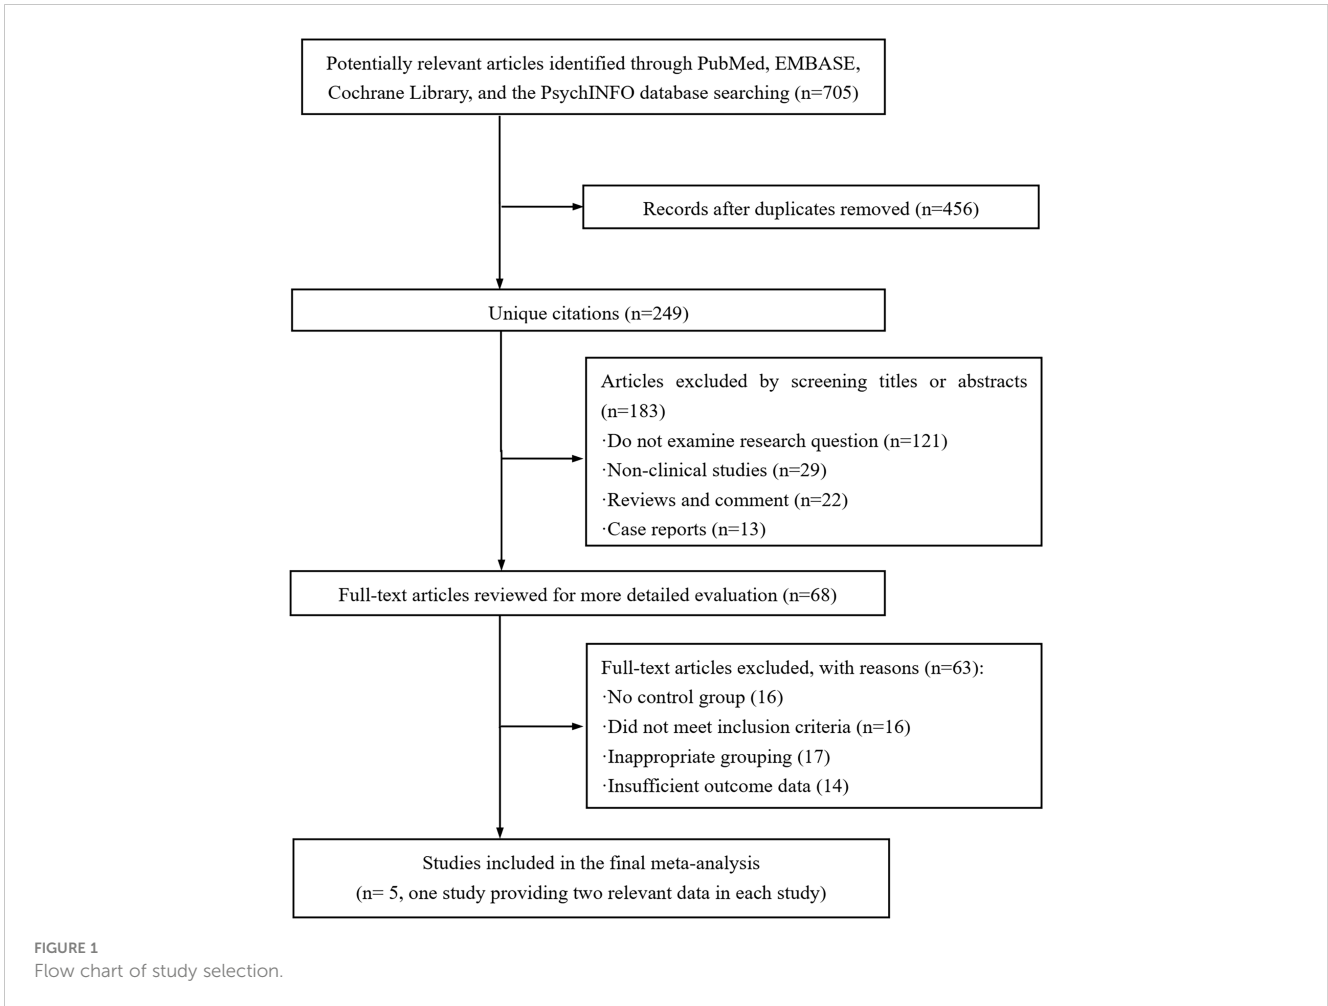 Potentially relevant articles identified through PubMed, EMBASE,
Cochrane Library, and the PsychINFO database searching (n=705)
Records after duplicates removed (n=456)
Unique citations (n=249)
Articles excluded by screening titles or abstracts
(n=183)
·Do not examine research question (n=121)
·Non-clinical studies (n=29)
·Reviews and comment (n=22)
·Case reports (n=13)
Full-text articles reviewed for more detailed evaluation (n=68)
Full-text articles excluded, with reasons (n=63):
·No control group (16)
·Did not meet inclusion criteria (n=16)
·Inappropriate grouping (17)
·Insufficient outcome data (14)
Studies included in the final meta-analysis
(n= 5, one study providing two relevant data in each study)
FIGURE 1
Flow chart of study selection.